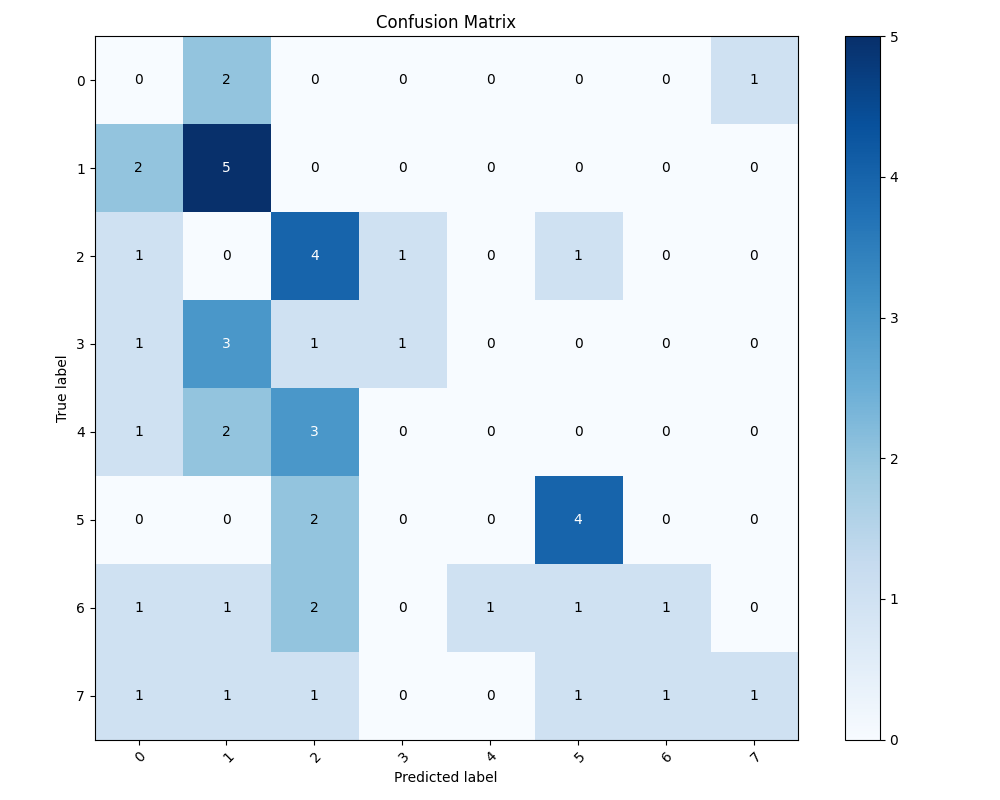 Confusion Matrix
0 0 2 0 0 0 0 0 1
1 2 5 0 0 0 0 0 0
2 1 0 4 1 0 1 0 0
3 1 3 1 1 0 0 0 0
4 1 2 3 0 0 0 0 0
5 0 0 2 0 0 4 0 0
6 1 1 2 0 1 1 1 0
7 1 1 1 0 0 1 1 1
0 1 2 3 4 5 6 7
True label
Predicted label
5
4
3
2
1
0